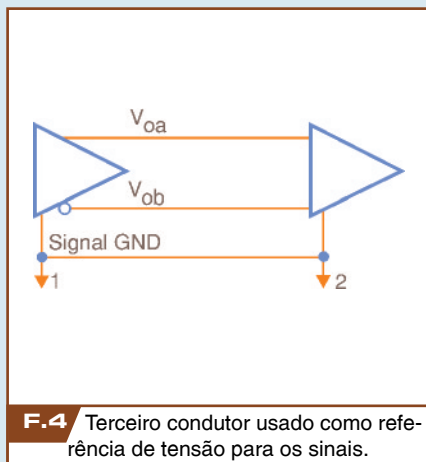 Voa
Vob
Signal GND
1 2
F.4 Terceiro condutor usado como refe-
rência de tensão para os sinais.